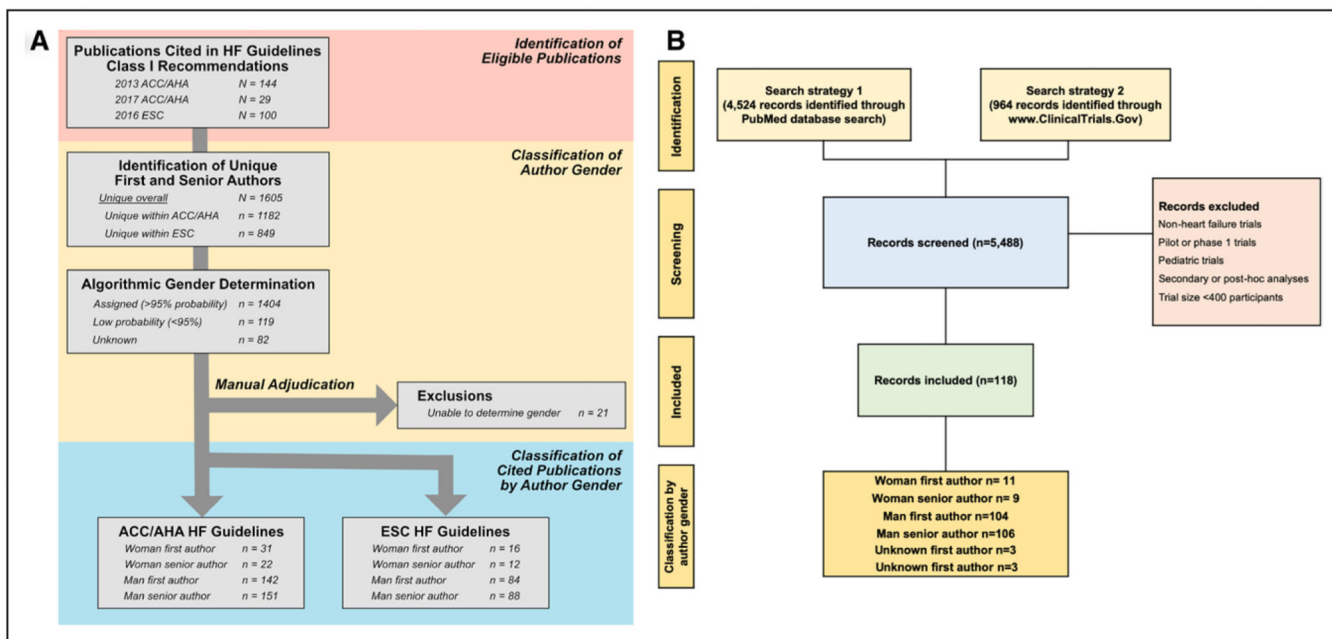 A
Publications Cited in HF Guidelines
Class I Recommendations
2013 ACC/AHA N = 144
2017 ACC/AHA N = 29
2016 ESC N = 100
Identification of
Eligible Publications
Identification of Unique
First and Senior Authors
Unique overall N = 1605
Unique within ACC/AHA n = 1182
Unique within ESC n = 849
Classification of
Author Gender
Algorithmic Gender Determination
Assigned (>95% probability) n = 1404
Low probability (<95%) n = 119
Unknown n = 82
Manual Adjudication
Exclusions
Unable to determine gender n = 21
Classification of
Cited Publications
by Author Gender
ACC/AHA HF Guidelines
Woman first author n = 31
Woman senior author n = 22
Man first author n = 142
Man senior author n = 151
ESC HF Guidelines
Woman first author n = 16
Woman senior author n = 12
Man first author n = 84
Man senior author n = 88
B
Identification
Search strategy 1
(4,524 records identified through
PubMed database search)
Search strategy 2
(964 records identified through
www.ClinicalTrials.Gov)
Screening
Records screened (n=5,488)
Records excluded
Non-heart failure trials
Pilot or phase 1 trials
Pediatric trials
Secondary or post-hoc analyses
Trial size <400 participants
Included
Records included (n=118)
Classification by
author gender
Woman first author n= 11
Woman senior author n= 9
Man first author n=104
Man senior author n=106
Unknown first author n=3
Unknown first author n=3